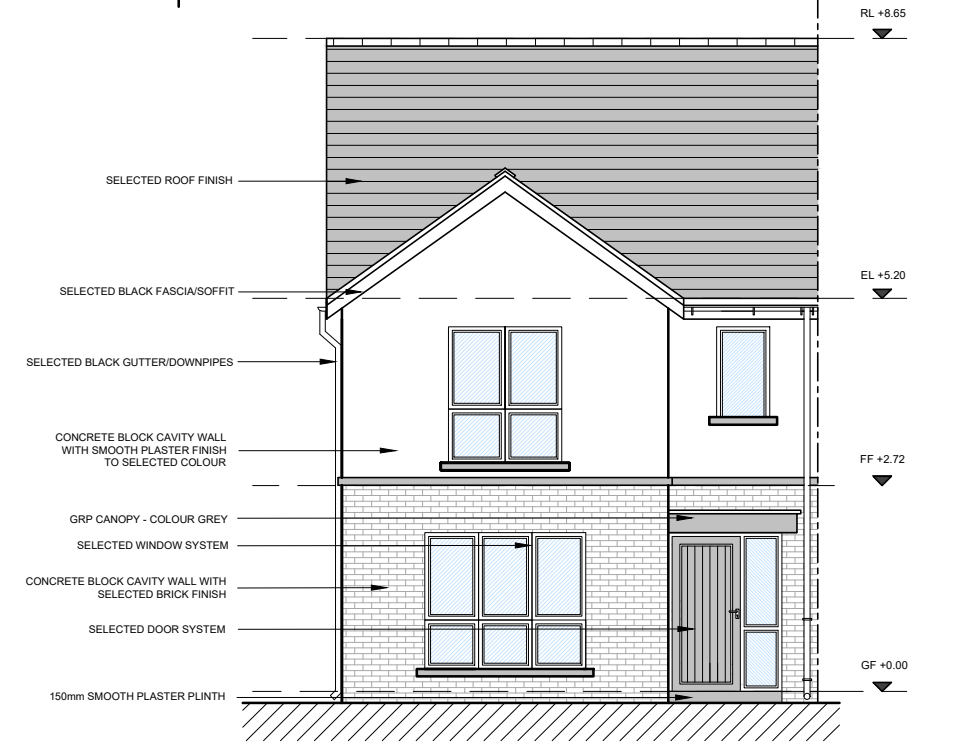 RL +8.65
SELECTED ROOF FINISH
EL +5.20
SELECTED BLACK FASCIA/SOFFIT
SELECTED BLACK GUTTER/DOWNPIPES
CONCRETE BLOCK CAVITY WALL
WITH SMOOTH PLASTER FINISH
TO SELECTED COLOUR
FF +2.72
GRP CANOPY - COLOUR GREY
SELECTED WINDOW SYSTEM
CONCRETE BLOCK CAVITY WALL WITH
SELECTED BRICK FINISH
SELECTED DOOR SYSTEM
GF +0.00
150mm SMOOTH PLASTER PLINTH